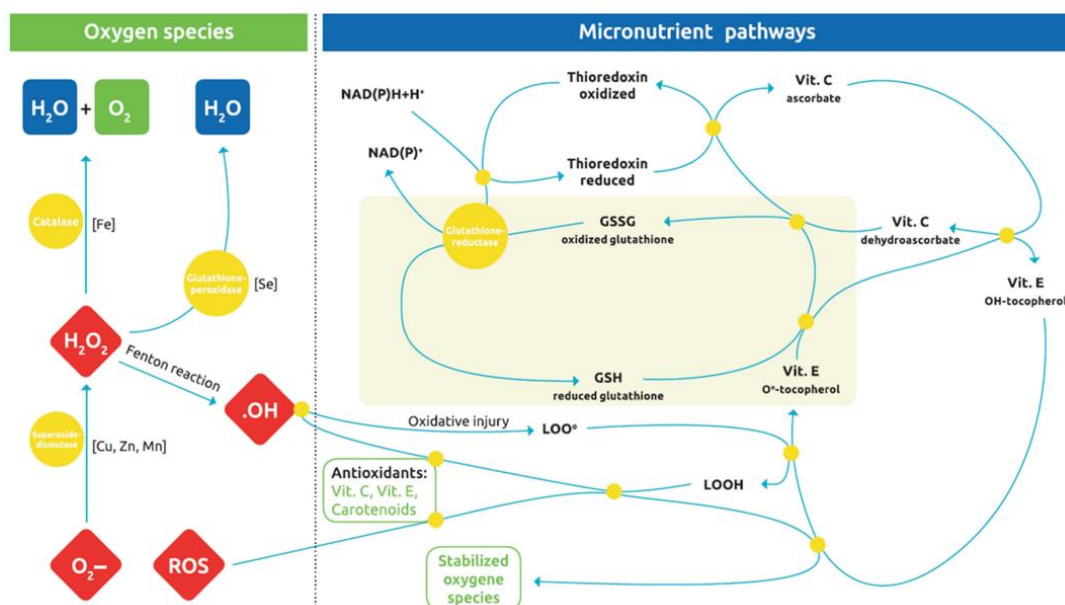 Oxygen species
Micronutrient pathways
H₂O + O₂
H₂O
Catalase
[Fe]
Glutathione-
peroxidase
[Se]
H₂O₂
Fenton reaction
.OH
Superoxide-
dismutase
[Cu, Zn, Mn]
O₂–
ROS
NAD(P)H+H⁺
NAD(P)⁺
Thioredoxin
oxidized
Thioredoxin
reduced
Vit. C
ascorbate
Glutathione-
reductase
GSSG
oxidized glutathione
Vit. C
dehydroascorbate
Vit. E
OH-tocopherol
GSH
reduced glutathione
Vit. E
O°-tocopherol
Oxidative injury
LOO°
LOOH
Antioxidants:
Vit. C, Vit. E,
Carotenoids
Stabilized
oxygene
species